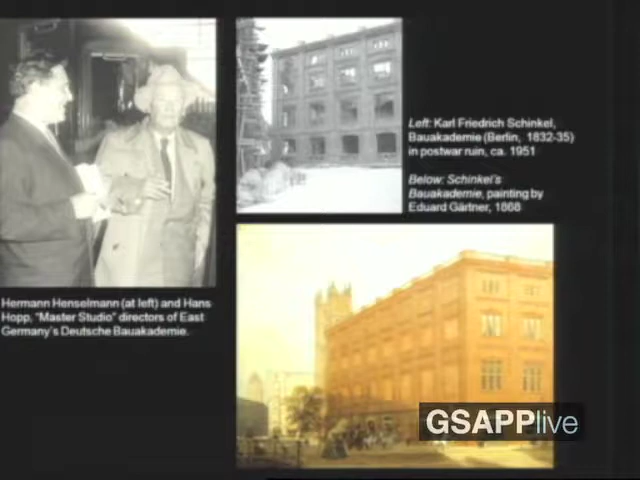 Left: Karl Friedrich Schinkel,
Bauakademie (Berlin, 1832-35)
in postwar ruin, ca. 1951
Below: Schinkel's
Bauakademie, painting by
Eduard Gärtner, 1868
Hermann Henselmann (at left) and Hans
Hopp, "Master Studio" directors of East
Germany's Deutsche Bauakademie.
GSAPPlive